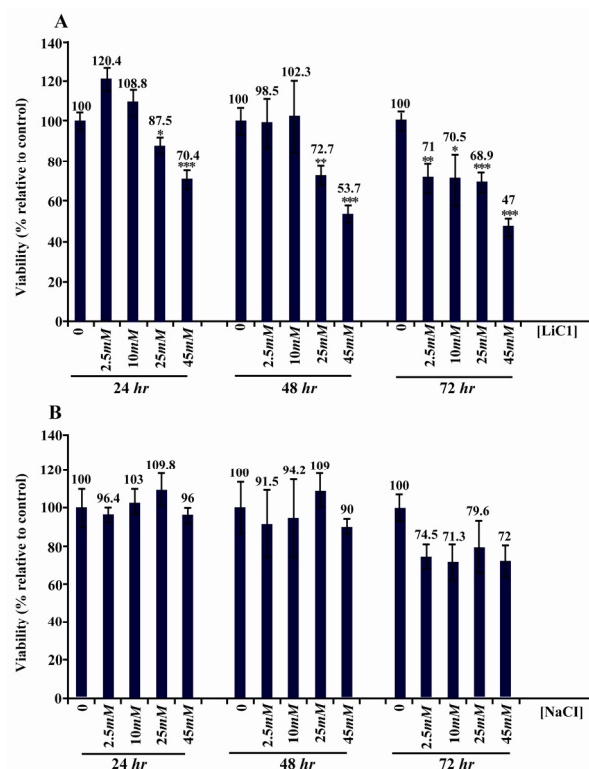 A
Viability (% relative to control)
140
120
100
80
60
40
20
0
100
120.4
108.8
87.5
*
70.4
***
100
98.5
102.3
72.7
**
53.7
***
100
71
**
70.5
*
68.9
***
47
***
0
2.5mM
10mM
25mM
45mM
0
2.5mM
10mM
25mM
45mM
0
2.5mM
10mM
25mM
45mM
[LiC1]
24 hr
48 hr
72 hr
B
Viability (% relative to control)
140
120
100
80
60
40
20
0
100
96.4
103
109.8
96
100
91.5
94.2
109
90
100
74.5
71.3
79.6
72
0
2.5mM
10mM
25mM
45mM
0
2.5mM
10mM
25mM
45mM
0
2.5mM
10mM
25mM
45mM
[NaCI]
24 hr
48 hr
72 hr